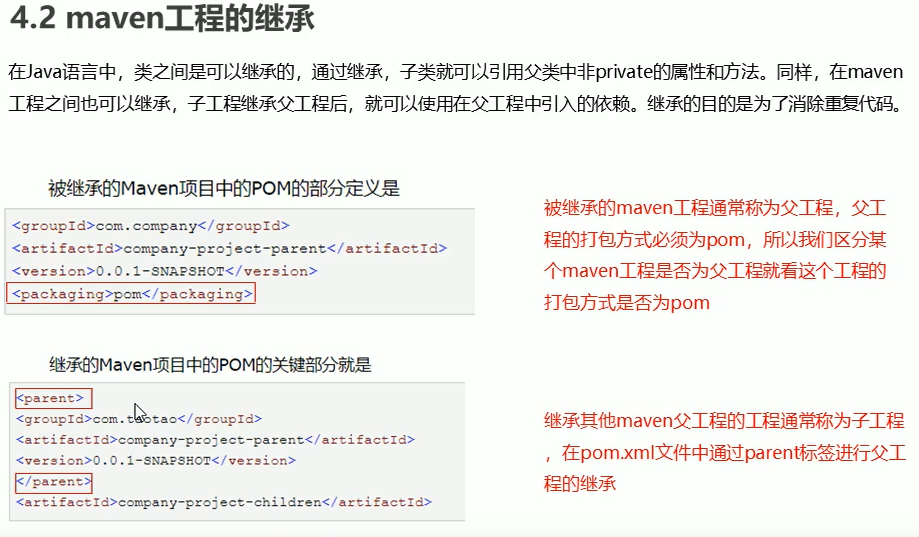 4.2 maven工程的继承
在Java语言中，类之间是可以继承的，通过继承，子类就可以引用父类中非private的属性和方法。同样，在maven
工程之间也可以继承，子工程继承父工程后，就可以使用在父工程中引入的依赖。继承的目的是为了消除重复代码。
被继承的Maven项目中的POM的部分定义是
<groupId>com.company</groupId>
<artifactId>company-project-parent</artifactId>
<version>0.0.1-SNAPSHOT</version>
<packaging>pom</packaging>
被继承的maven工程通常称为父工程，父工
程的打包方式必须为pom，所以我们区分某
个maven工程是否为父工程就看这个工程的
打包方式是否为pom
继承的Maven项目中的POM的关键部分就是
<parent>
<groupId>com.taotao</groupId>
<artifactId>company-project-parent</artifactId>
<version>0.0.1-SNAPSHOT</version>
</parent>
<artifactId>company-project-children</artifactId>
继承其他maven父工程的工程通常称为子工程
，在pom.xml文件中通过parent标签进行父工
程的继承